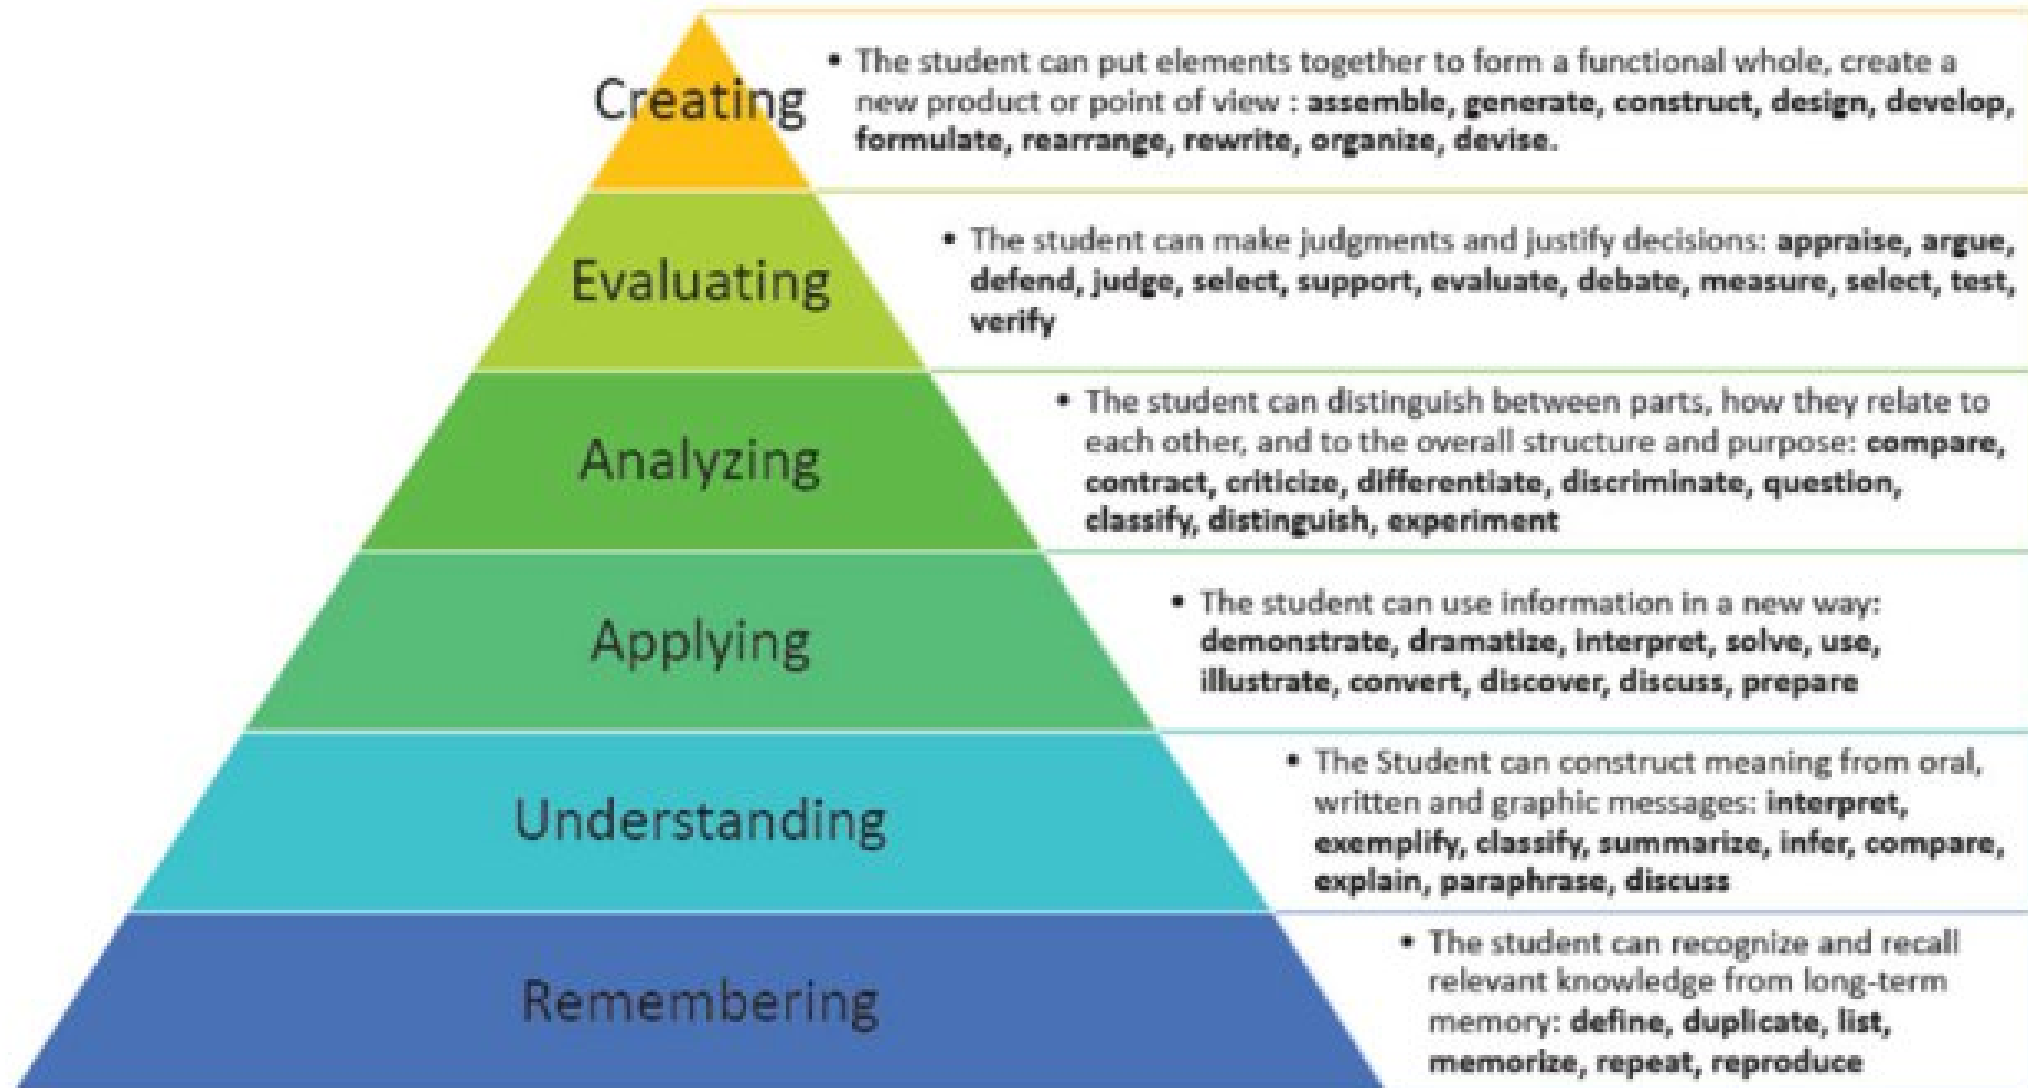 Creating
• The student can put elements together to form a functional whole, create a
new product or point of view : assemble, generate, construct, design, develop,
formulate, rearrange, rewrite, organize, devise.
Evaluating
• The student can make judgments and justify decisions: appraise, argue,
defend, judge, select, support, evaluate, debate, measure, select, test,
verify
Analyzing
• The student can distinguish between parts, how they relate to
each other, and to the overall structure and purpose: compare,
contract, criticize, differentiate, discriminate, question,
classify, distinguish, experiment
Applying
• The student can use information in a new way:
demonstrate, dramatize, interpret, solve, use,
illustrate, convert, discover, discuss, prepare
Understanding
• The Student can construct meaning from oral,
written and graphic messages: interpret,
exemplify, classify, summarize, infer, compare,
explain, paraphrase, discuss
Remembering
• The student can recognize and recall
relevant knowledge from long-term
memory: define, duplicate, list,
memorize, repeat, reproduce